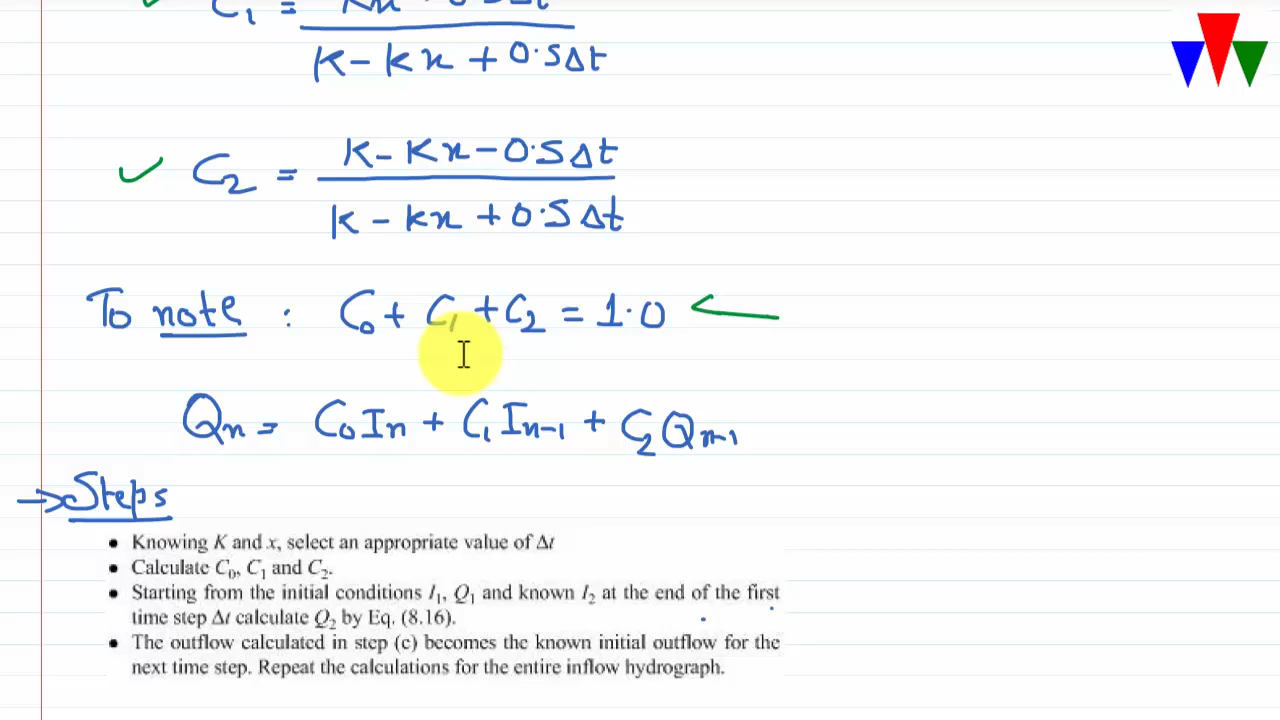 C₁ =
K - Kx + 0.5Δt
K - Kx - 0.5Δt
C₂ =
K - Kx + 0.5Δt
To note : C₀ + C₁ + C₂ = 1.0
Qn = C₀In + C₁In-1 + C₂Qn-1
→ Steps
• Knowing K and x, select an appropriate value of Δt
• Calculate C₀, C₁ and C₂.
• Starting from the initial conditions I₁, Q₁ and known I₂ at the end of the first
time step Δt calculate Q₂ by Eq. (8.16).
• The outflow calculated in step (c) becomes the known initial outflow for the
next time step. Repeat the calculations for the entire inflow hydrograph.